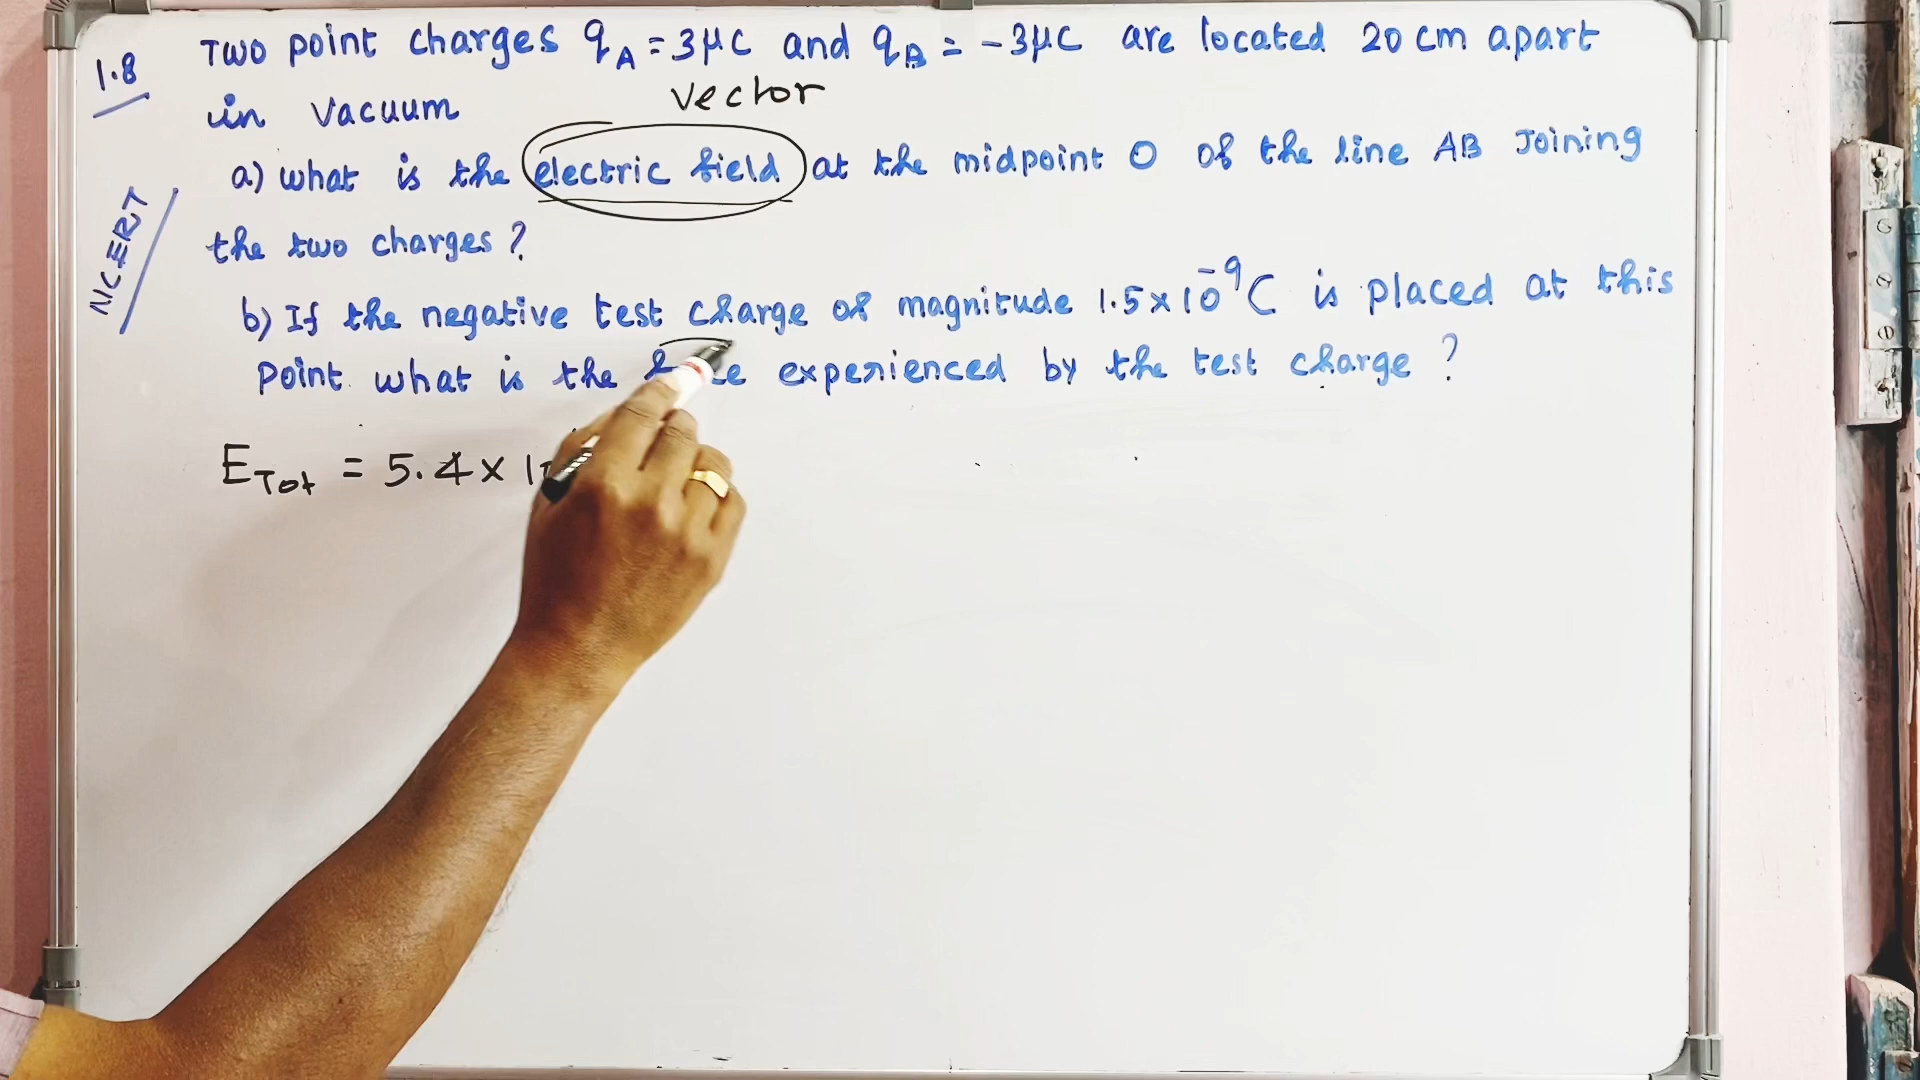 1.8 Two point charges qA = 3μC and qB = -3μC are located 20 cm apart
in vacuum
vector
a) what is the electric field at the midpoint O of the line AB Joining
the two charges?
NCERT
b) If the negative test charge of magnitude 1.5 × 10⁻⁹ C is placed at this
point what is the experienced by the test charge ?
E_Tot = 5.4 ×